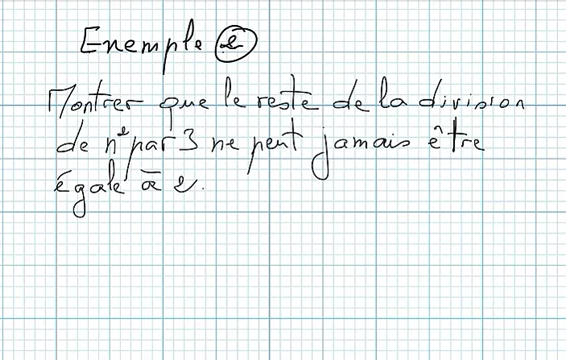 Exemple 2
Montrer que le reste de la division
de n² par 3 ne peut jamais être
égale à 2.